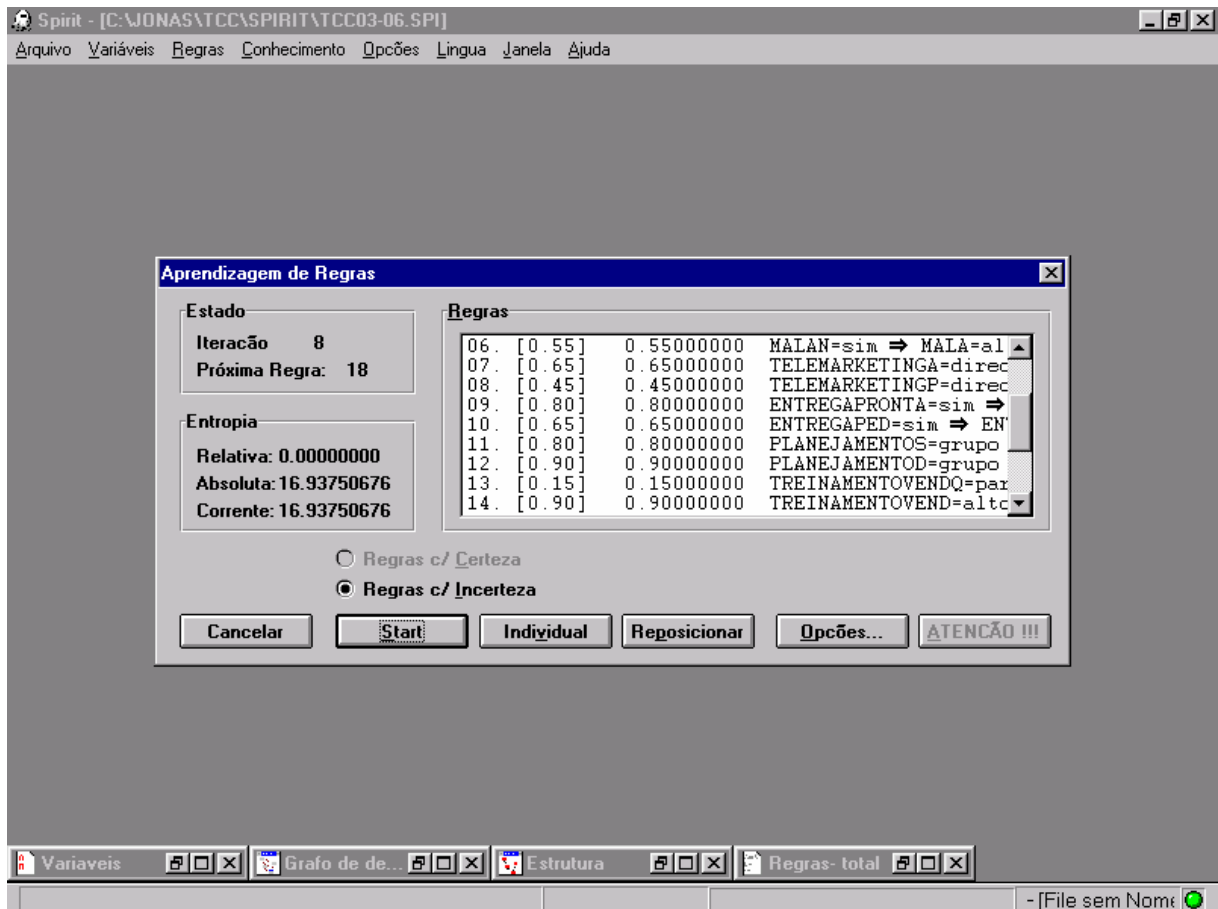 Spirit - [C:\JONAS\TCC\SPIRIT\TCC03-06.SPI]
Arquivo Variáveis Regras Conhecimento Opcões Lingua Janela Ajuda
Aprendizagem de Regras
Estado
Iteracão 8
Próxima Regra: 18
Entropia
Relativa: 0.00000000
Absoluta: 16.93750676
Corrente: 16.93750676
Regras
06. [0.55] 0.55000000 MALAN=sim ⇒ MALA=al
07. [0.65] 0.65000000 TELEMARKETINGA=direc
08. [0.45] 0.45000000 TELEMARKETINGP=direc
09. [0.80] 0.80000000 ENTREGAPRONTA=sim ⇒
10. [0.65] 0.65000000 ENTREGAPED=sim ⇒ EN
11. [0.80] 0.80000000 PLANEJAMENTOS=grupo
12. [0.90] 0.90000000 PLANEJAMENTOD=grupo
13. [0.15] 0.15000000 TREINAMENTOVENDQ=par
14. [0.90] 0.90000000 TREINAMENTOVEND=alto
Regras c/ Certeza
Regras c/ Incerteza
Cancelar Start Individual Reposicionar Opcões... ATENCÃO !!!
Variaveis Grafo de de... Estrutura Regras- total
- [File sem Nome